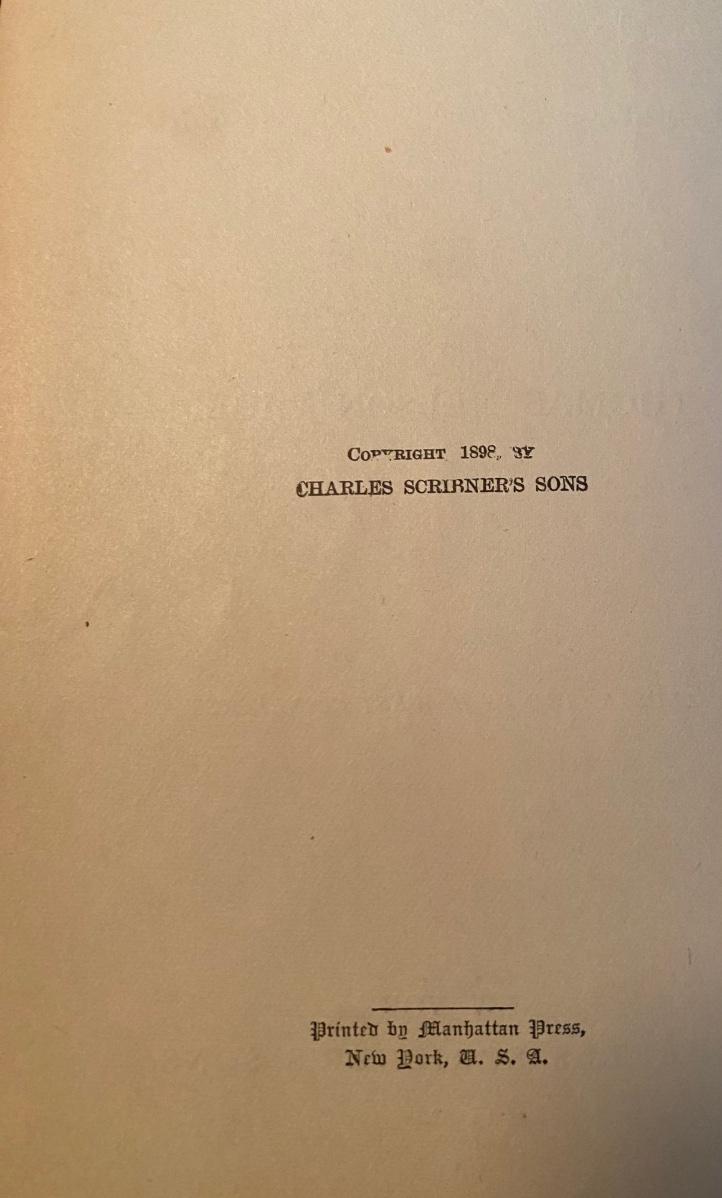 COPYRIGHT 1898, BY
CHARLES SCRIBNER'S SONS
Printed by Manhattan Press,
New York, U. S. A.